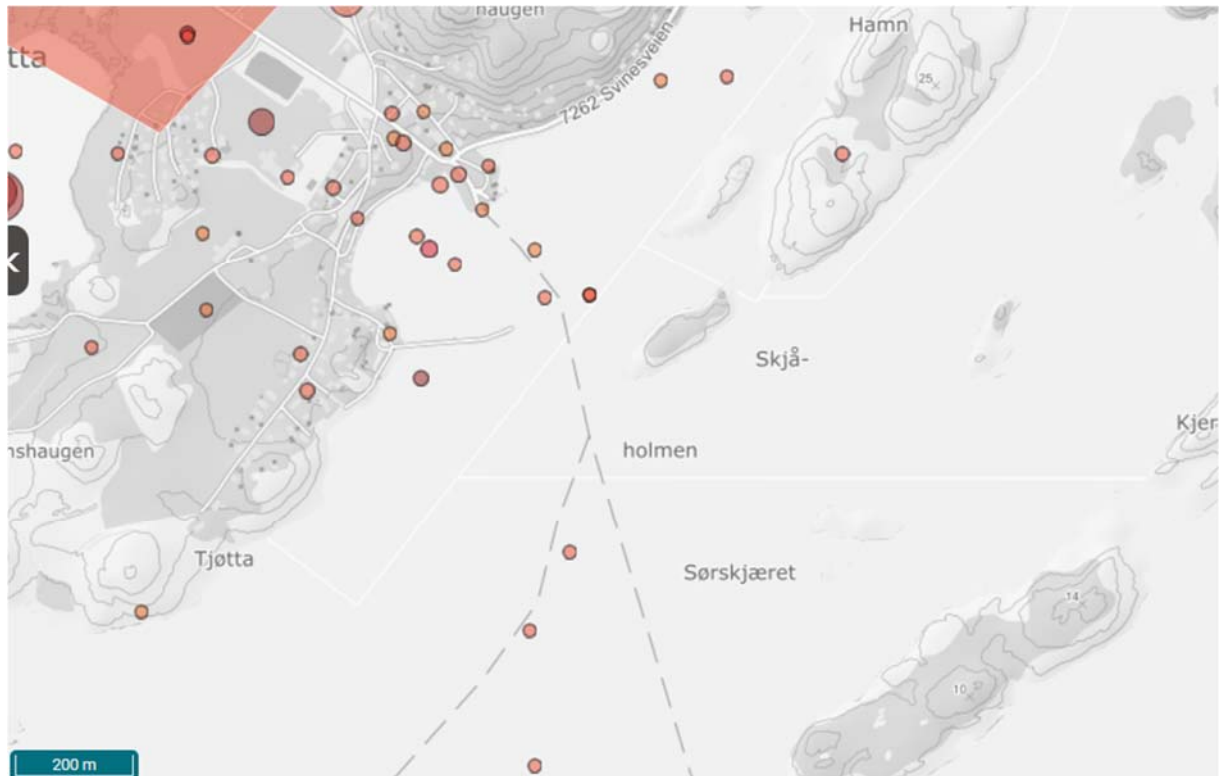 haugen
Hamn
tta
25
7262 Svinesveien
Skjå-
Kjer
nshaugen
holmen
Tjøtta
Sørskjæret
14
10
200 m